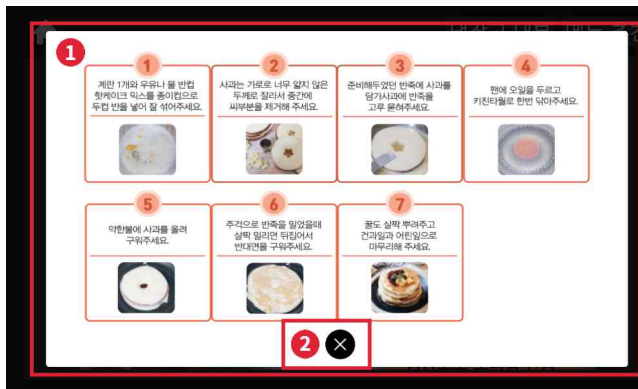 1
1
계란 1개와 우유나 물 반컵
핫케이크 믹스를 종이컵으로
두컵 반을 넣어 잘 섞어주세요.
2
사과는 가로로 너무 얇지 않은
두께로 잘라서 중간에
씨부분을 제거해 주세요.
3
준비해두었던 반죽에 사과를
담가사과에 반죽을
고루 묻혀주세요.
4
팬에 오일을 두르고
키친타월로 한번 닦아주세요.
5
약한불에 사과를 올려
구워주세요.
6
주걱으로 반죽을 밀었을때
살짝 밀리면 뒤집어서
반대면을 구워주세요.
7
꿀도 살짝 뿌려주고
건과일과 어린잎으로
마무리해 주세요.
2